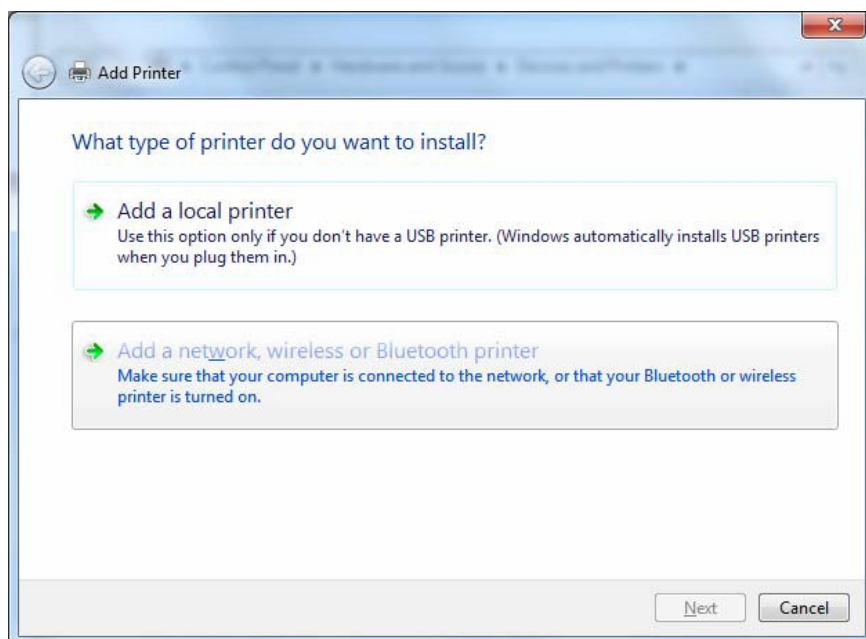 Add Printer
What type of printer do you want to install?
Add a local printer
Use this option only if you don't have a USB printer. (Windows automatically installs USB printers
when you plug them in.)
Add a network, wireless or Bluetooth printer
Make sure that your computer is connected to the network, or that your Bluetooth or wireless
printer is turned on.
Next
Cancel